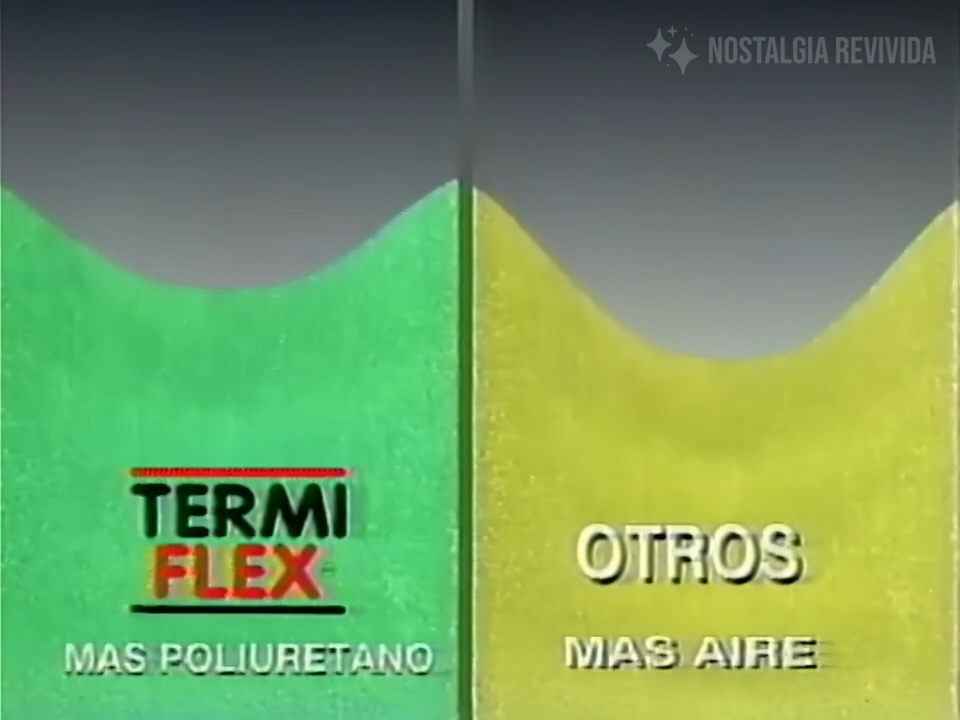 NOSTALGIA REVIVIDA
TERMI
FLEX
MAS POLIURETANO
OTROS
MAS AIRE